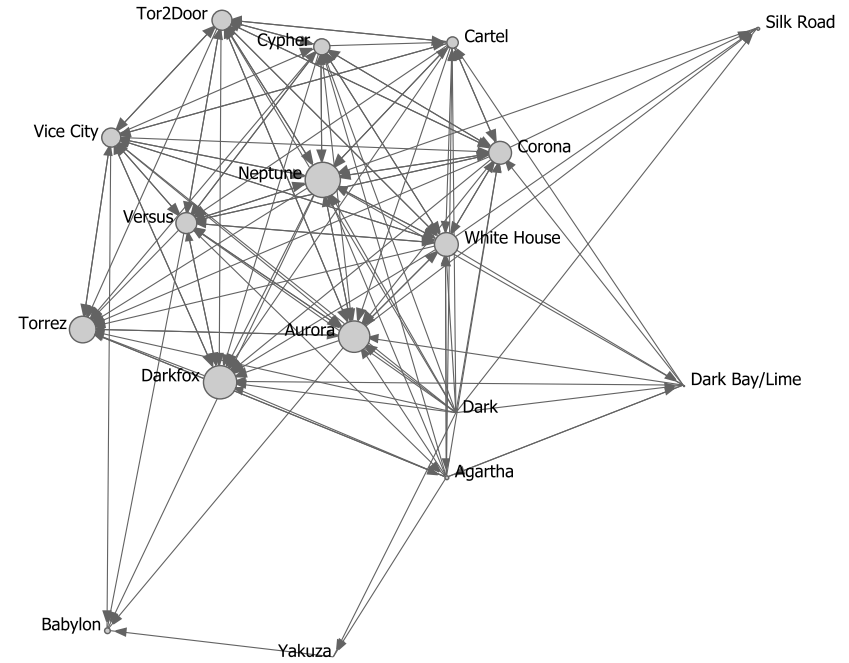 Tor2Door
Silk Road
Cypher
Cartel
Vice City
Corona
Neptune
Versus
White House
Torrez
Aurora
Darkfox
Dark Bay/Lime
Dark
Agartha
Babylon
Yakuza